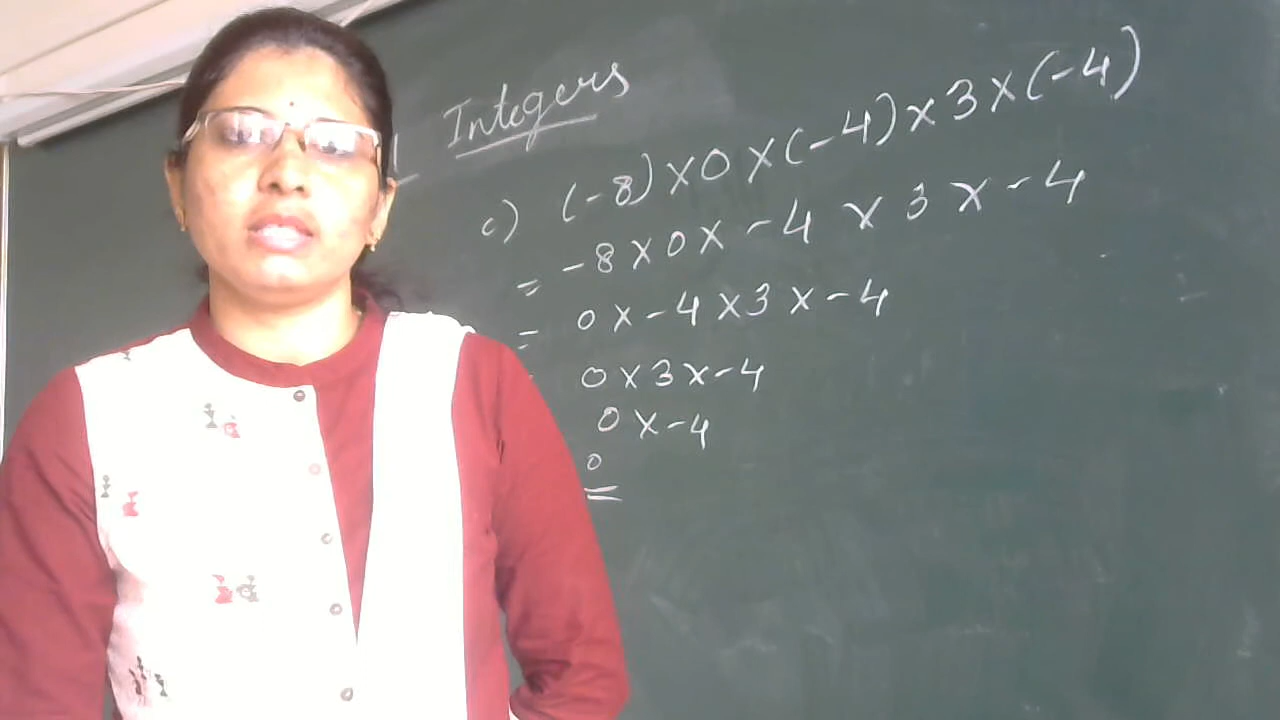 1 Integers
c) (-8) x 0 x (-4) x 3 x (-4)
= -8 x 0 x -4 x 3 x -4
= 0 x -4 x 3 x -4
0 x 3 x -4
0 x -4
0